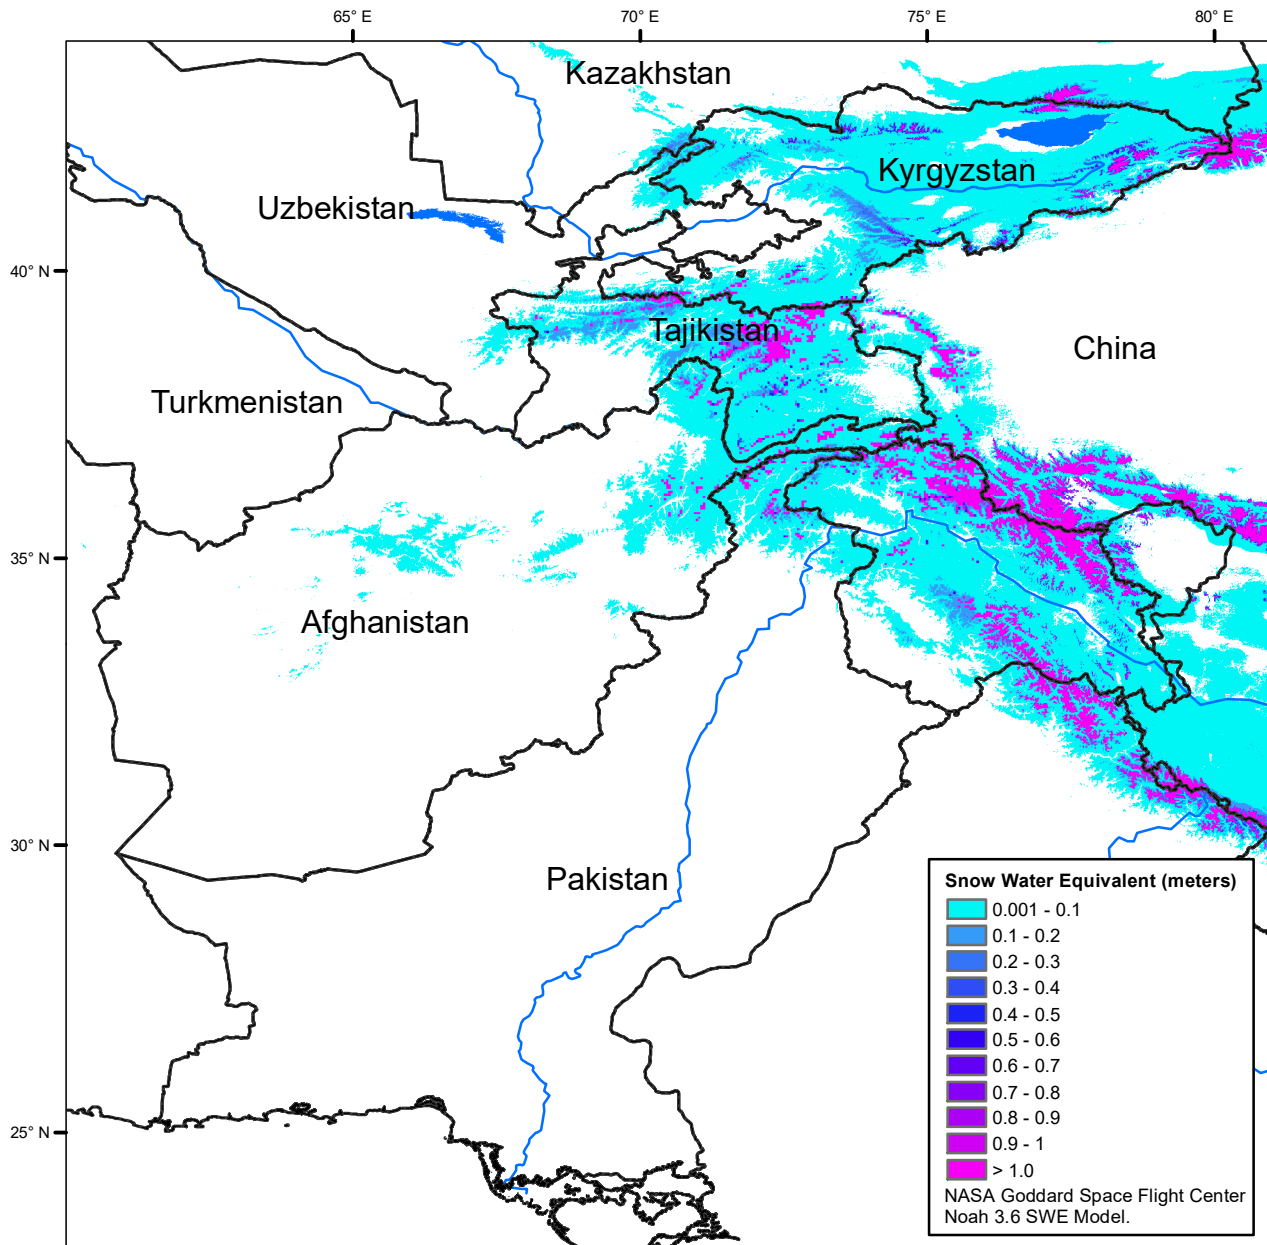 65° E
70° E
75° E
80° E
Kazakhstan
Kyrgyzstan
Uzbekistan
40° N
Tajikistan
China
Turkmenistan
35° N
Afghanistan
30° N
Pakistan
25° N
Snow Water Equivalent (meters)
0.001 - 0.1
0.1 - 0.2
0.2 - 0.3
0.3 - 0.4
0.4 - 0.5
0.5 - 0.6
0.6 - 0.7
0.7 - 0.8
0.8 - 0.9
0.9 - 1
> 1.0
NASA Goddard Space Flight Center
Noah 3.6 SWE Model.